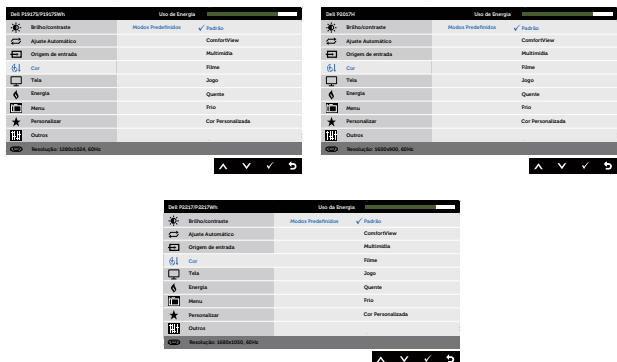 Dell P1917S/P1917SWh Uso de Energia
Brilho/contraste Modos Predefinidos ✓ Padrão
Ajuste Automático ComfortView
Origem de entrada Multimídia
Cor Filme
Tela Jogo
Energia Quente
Menu Frio
Personalizar Cor Personalizada
Outros
Resolução: 1280x1024, 60Hz
Dell P2017H Uso de Energia
Brilho/contraste Modos Predefinidos ✓ Padrão
Ajuste Automático ComfortView
Origem de entrada Multimídia
Cor Filme
Tela Jogo
Energia Quente
Menu Frio
Personalizar Cor Personalizada
Outros
Resolução: 1600x900, 60Hz
Dell P2217/P2217Wh Uso da Energia
Brilho/contraste Modos Predefinidos ✓ Padrão
Ajuste Automático ComfortView
Origem de entrada Multimídia
Cor Filme
Tela Jogo
Energia Quente
Menu Frio
Personalizar Cor Personalizada
Outros
Resolução: 1680x1050, 60Hz